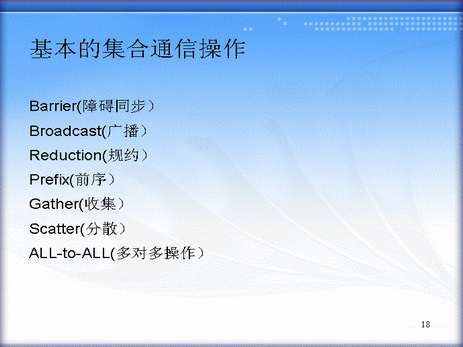 基本的集合通信操作
Barrier(障碍同步）
Broadcast(广播）
Reduction(规约）
Prefix(前序）
Gather(收集）
Scatter(分散）
ALL-to-ALL(多对多操作）
18